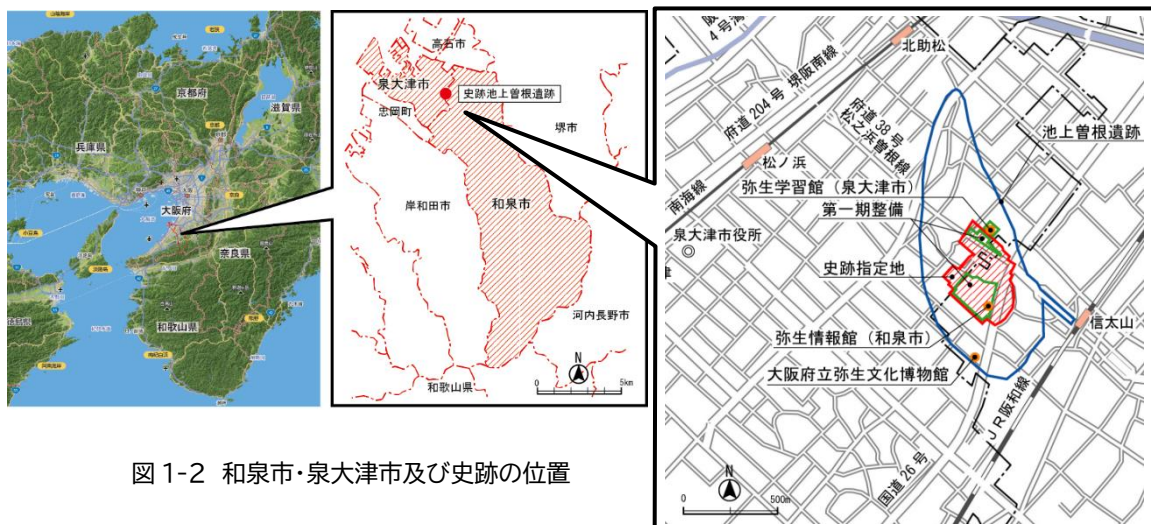 京都府
滋賀県
兵庫県
大阪府
奈良県
和歌山県
徳島県
高石市
泉大津市
史跡池上曽根遺跡
忠岡町
堺市
岸和田市
和泉市
河内長野市
和歌山県
N
0 5km
北助松
府道204号 堺阪南線
府道38号
松之浜曽根線
池上曽根遺跡
松ノ浜
南海線
弥生学習館（泉大津市）
第一期整備
泉大津市役所
史跡指定地
信太山
弥生情報館（和泉市）
大阪府立弥生文化博物館
JR阪和線
国道26号
N
0 500m
図 1-2 和泉市・泉大津市及び史跡の位置